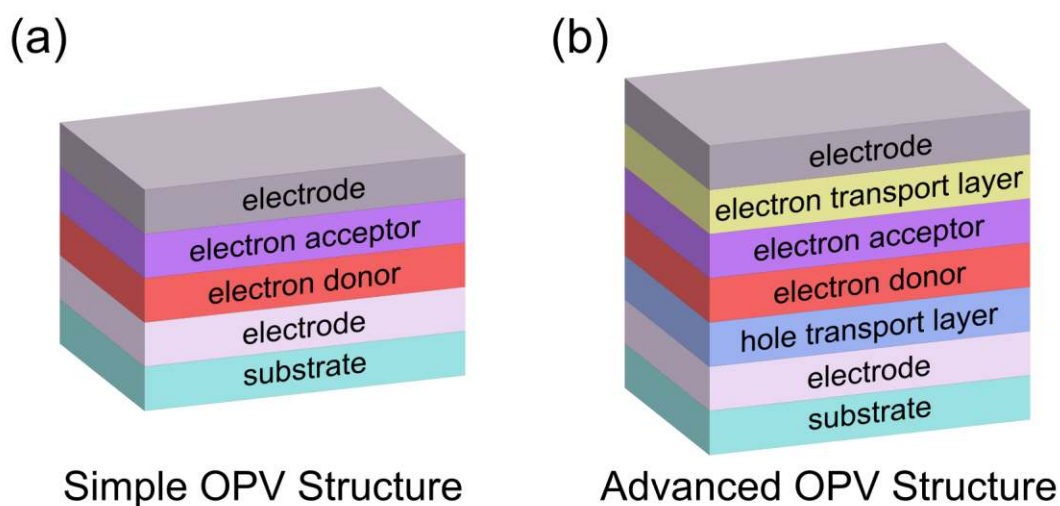 (a)
electrode
electron acceptor
electron donor
electrode
substrate
Simple OPV Structure
(b)
electrode
electron transport layer
electron acceptor
electron donor
hole transport layer
electrode
substrate
Advanced OPV Structure